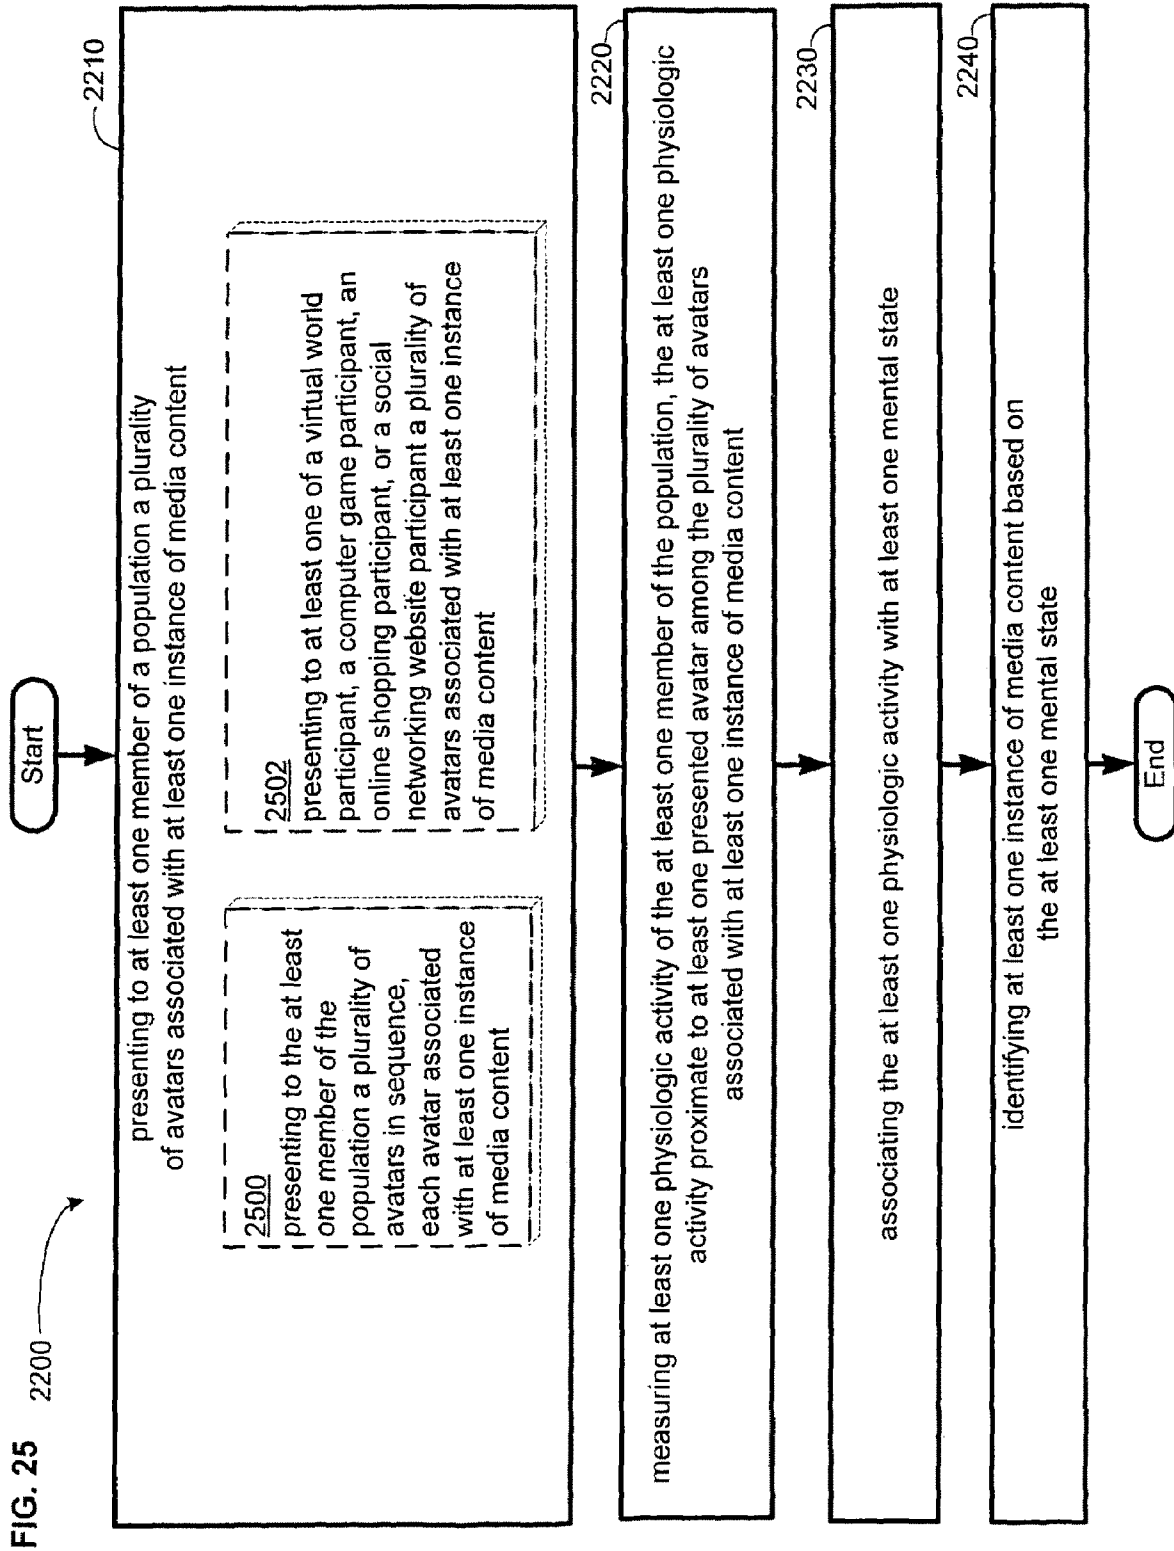 FIG. 25
2200
Start
2210
presenting to at least one member of a population a plurality
of avatars associated with at least one instance of media content
2500
presenting to the at least
one member of the
population a plurality of
avatars in sequence,
each avatar associated
with at least one instance
of media content
2502
presenting to at least one of a virtual world
participant, a computer game participant, an
online shopping participant, or a social
networking website participant a plurality of
avatars associated with at least one instance
of media content
2220
measuring at least one physiologic activity of the at least one member of the population, the at least one physiologic
activity proximate to at least one presented avatar among the plurality of avatars
associated with at least one instance of media content
2230
associating the at least one physiologic activity with at least one mental state
2240
identifying at least one instance of media content based on
the at least one mental state
End